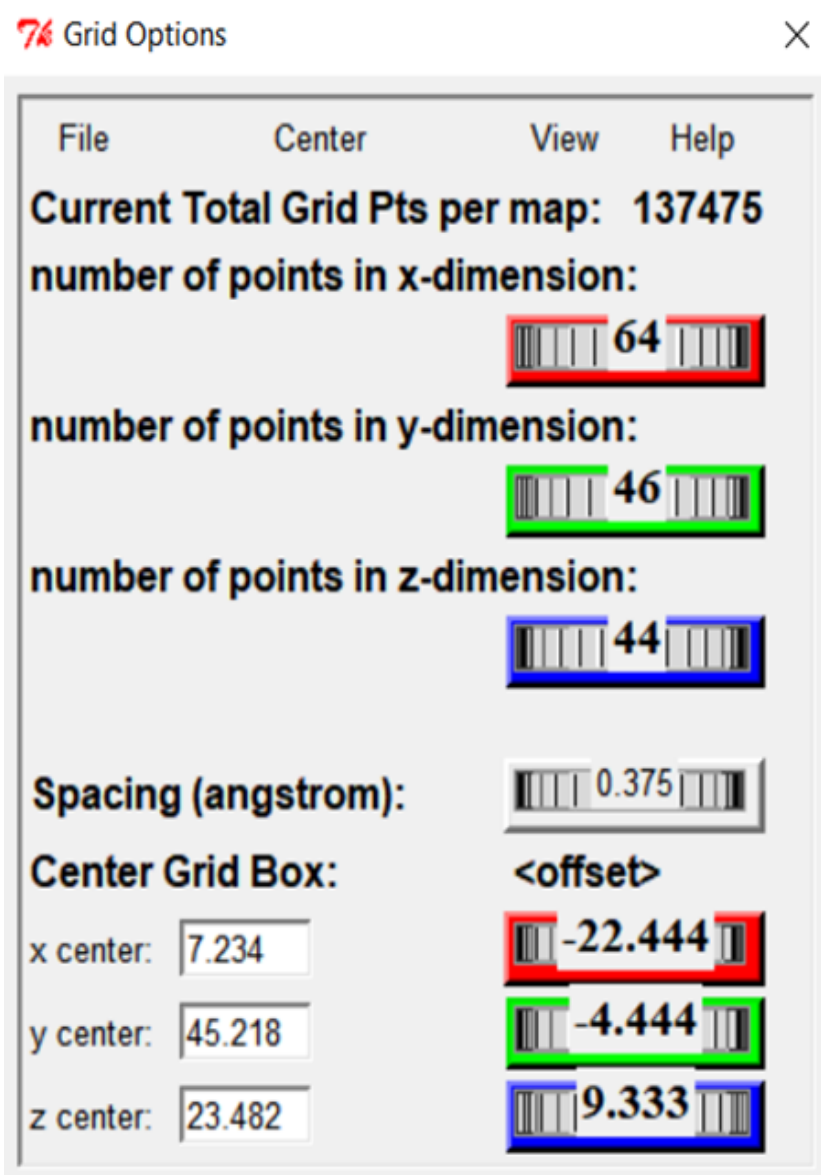 Grid Options
File Center View Help
Current Total Grid Pts per map: 137475
number of points in x-dimension:
64
number of points in y-dimension:
46
number of points in z-dimension:
44
Spacing (angstrom): 0.375
Center Grid Box: <offset>
x center: 7.234 -22.444
y center: 45.218 -4.444
z center: 23.482 9.333